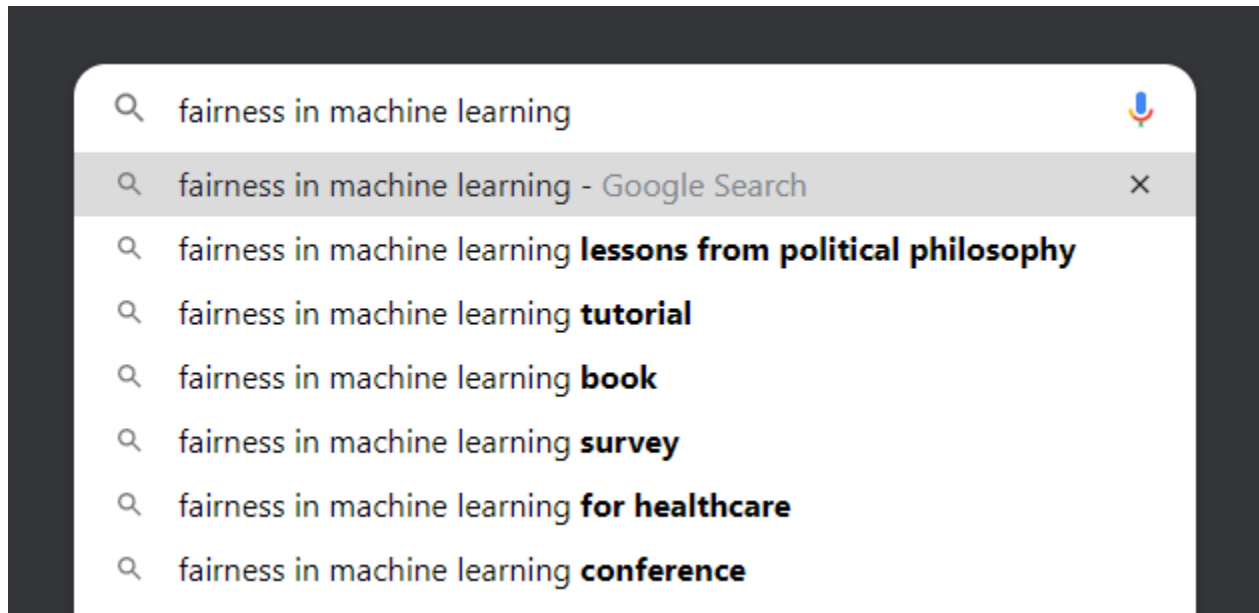 fairness in machine learning
fairness in machine learning - Google Search
fairness in machine learning lessons from political philosophy
fairness in machine learning tutorial
fairness in machine learning book
fairness in machine learning survey
fairness in machine learning for healthcare
fairness in machine learning conference